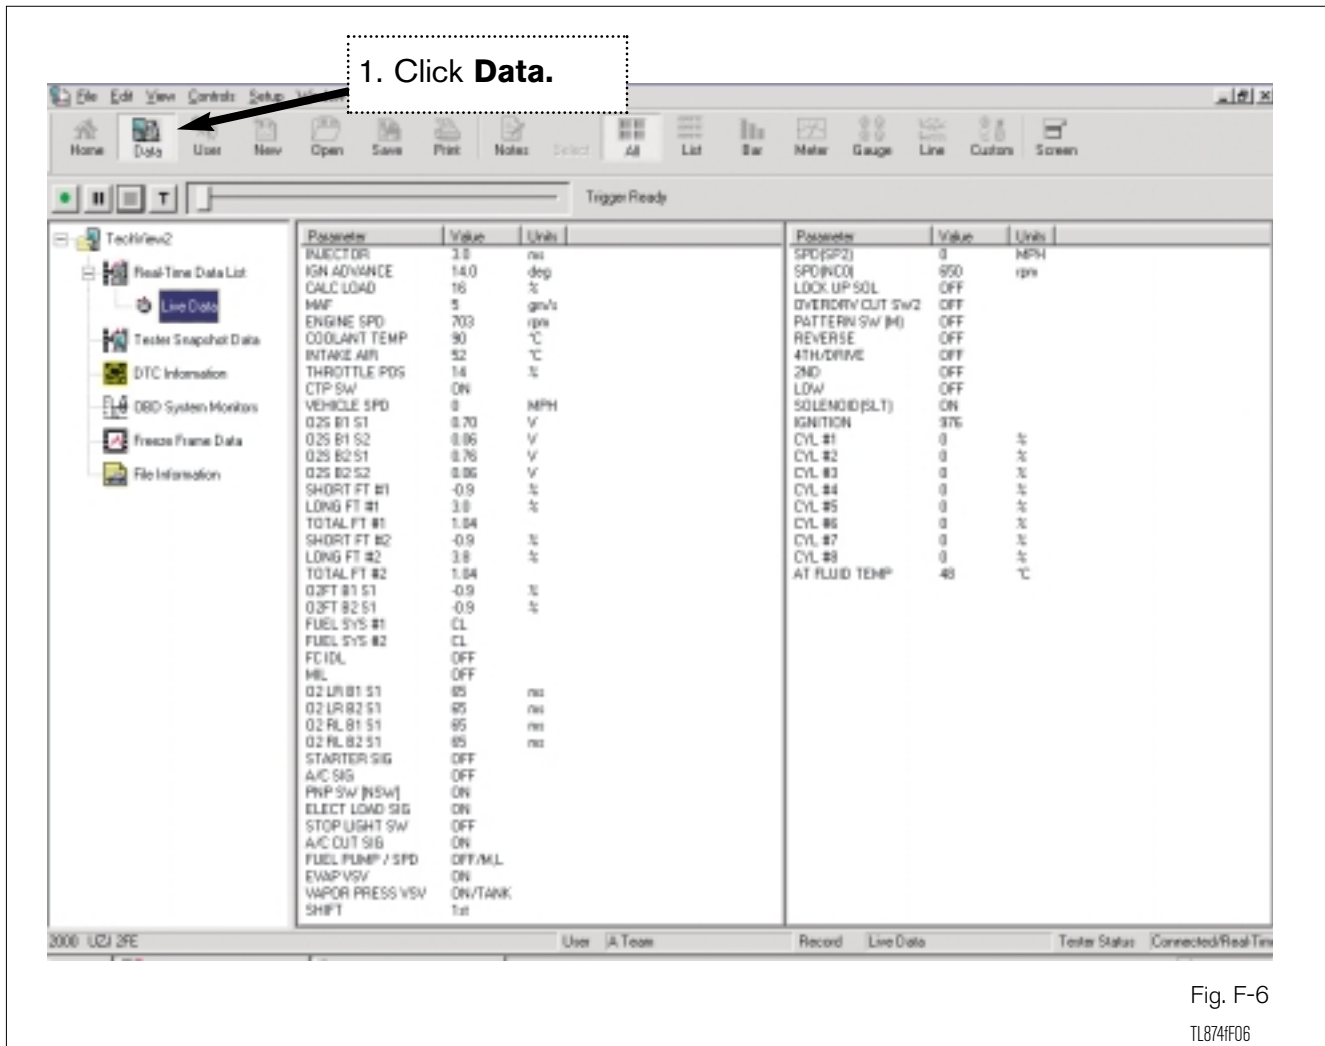 1. Click Data.
File Edit View Controls Setup
Home Data User New Open Save Print Notes Select All List Bar Meter Gauge Line Custom Screen
T Trigger Ready
TechView2
Real-Time Data List
Live Data
Tester Snapshot Data
DTC Information
OBD System Monitors
Freeze Frame Data
File Information
Parameter Value Units
INJECTOR 3.0 ms
IGN ADVANCE 14.0 deg
CALC LOAD 16 %
MAF 5 gm/s
ENGINE SPD 703 rpm
COOLANT TEMP 90 °C
INTAKE AIR 52 °C
THROTTLE POS 14 %
CTP SW ON
VEHICLE SPD 0 MPH
O2S B1 S1 0.70 V
O2S B1 S2 0.06 V
O2S B2 S1 0.76 V
O2S B2 S2 0.06 V
SHORT FT #1 -0.9 %
LONG FT #1 3.8 %
TOTAL FT #1 1.04
SHORT FT #2 -0.9 %
LONG FT #2 3.8 %
TOTAL FT #2 1.04
O2FT B1 S1 -0.9 %
O2FT B2 S1 -0.9 %
FUEL SYS #1 CL
FUEL SYS #2 CL
FC IDL OFF
MIL OFF
O2 LR B1 S1 65 ms
O2 LR B2 S1 65 ms
O2 RL B1 S1 65 ms
O2 RL B2 S1 65 ms
STARTER SIG OFF
A/C SIG OFF
PNP SW [NSW] ON
ELECT LOAD SIG ON
STOP LIGHT SW OFF
A/C CUT SIG ON
FUEL PUMP / SPD OFF/M,L
EVAP VSV ON
VAPOR PRESS VSV ON/TANK
SHIFT 1st
Parameter Value Units
SPD(SP2) 0 MPH
SPD(NC0) 650 rpm
LOCK UP SOL OFF
OVERDRV CUT SW2 OFF
PATTERN SW (M) OFF
REVERSE OFF
4TH/DRIVE OFF
2ND OFF
LOW OFF
SOLENOID(SLT) ON
IGNITION 976
CYL #1 0 %
CYL #2 0 %
CYL #3 0 %
CYL #4 0 %
CYL #5 0 %
CYL #6 0 %
CYL #7 0 %
CYL #8 0 %
AT FLUID TEMP 48 °C
2000 UZJ 2FE User A Team Record Live Data Tester Status Connected/Real-Tim
Fig. F-6
TL874fF06